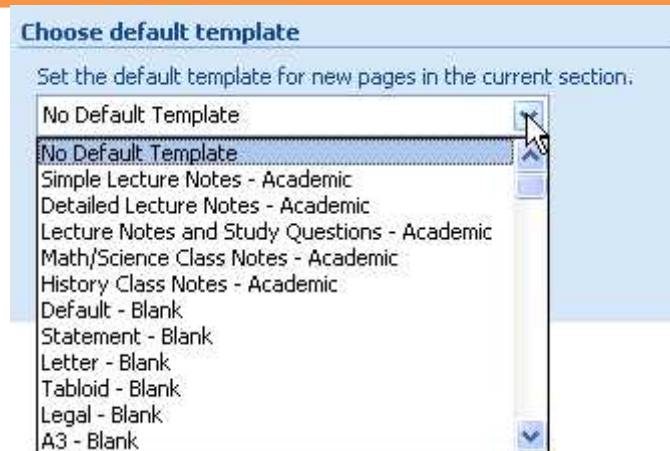 Choose default template
Set the default template for new pages in the current section.
No Default Template
No Default Template
Simple Lecture Notes - Academic
Detailed Lecture Notes - Academic
Lecture Notes and Study Questions - Academic
Math/Science Class Notes - Academic
History Class Notes - Academic
Default - Blank
Statement - Blank
Letter - Blank
Tabloid - Blank
Legal - Blank
A3 - Blank